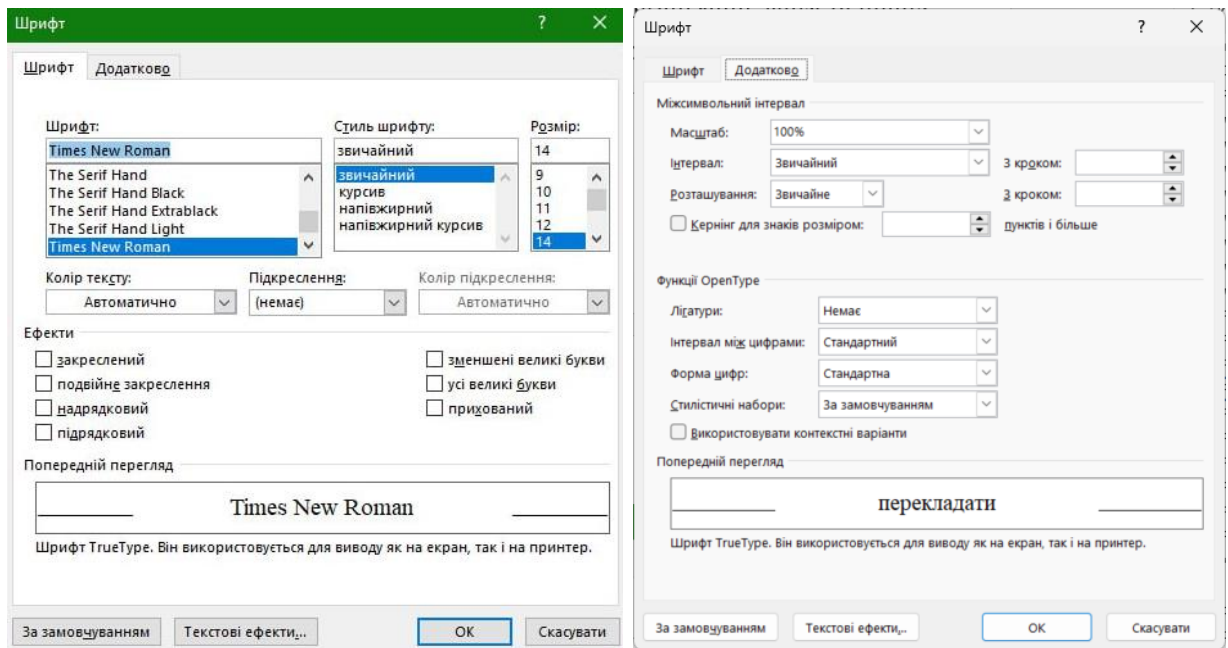 Шрифт ? ✕
Шрифт Додатково
Шрифт: Стиль шрифту: Розмір:
Times New Roman звичайний 14
The Serif Hand звичайний 9
The Serif Hand Black курсив 10
The Serif Hand Extrablack напівжирний 11
The Serif Hand Light напівжирний курсив 12
Times New Roman 14
Колір тексту: Підкреслення: Колір підкреслення:
Автоматично (немає) Автоматично
Ефекти
закреслений зменшені великі букви
подвійне закреслення усі великі букви
надрядковий прихований
підрядковий
Попередній перегляд
Times New Roman
Шрифт TrueType. Він використовується для виводу як на екран, так і на принтер.
За замовчуванням Текстові ефекти... ОК Скасувати
Шрифт ? ✕
Шрифт Додатково
Міжсимвольний інтервал
Масштаб: 100%
Інтервал: Звичайний З кроком:
Розташування: Звичайне З кроком:
Кернінг для знаків розміром: пунктів і більше
Функції OpenType
Лігатури: Немає
Інтервал між цифрами: Стандартний
Форма цифр: Стандартна
Стилістичні набори: За замовчуванням
Використовувати контекстні варіанти
Попередній перегляд
перекладати
Шрифт TrueType. Він використовується для виводу як на екран, так і на принтер.
За замовчуванням Текстові ефекти... ОК Скасувати